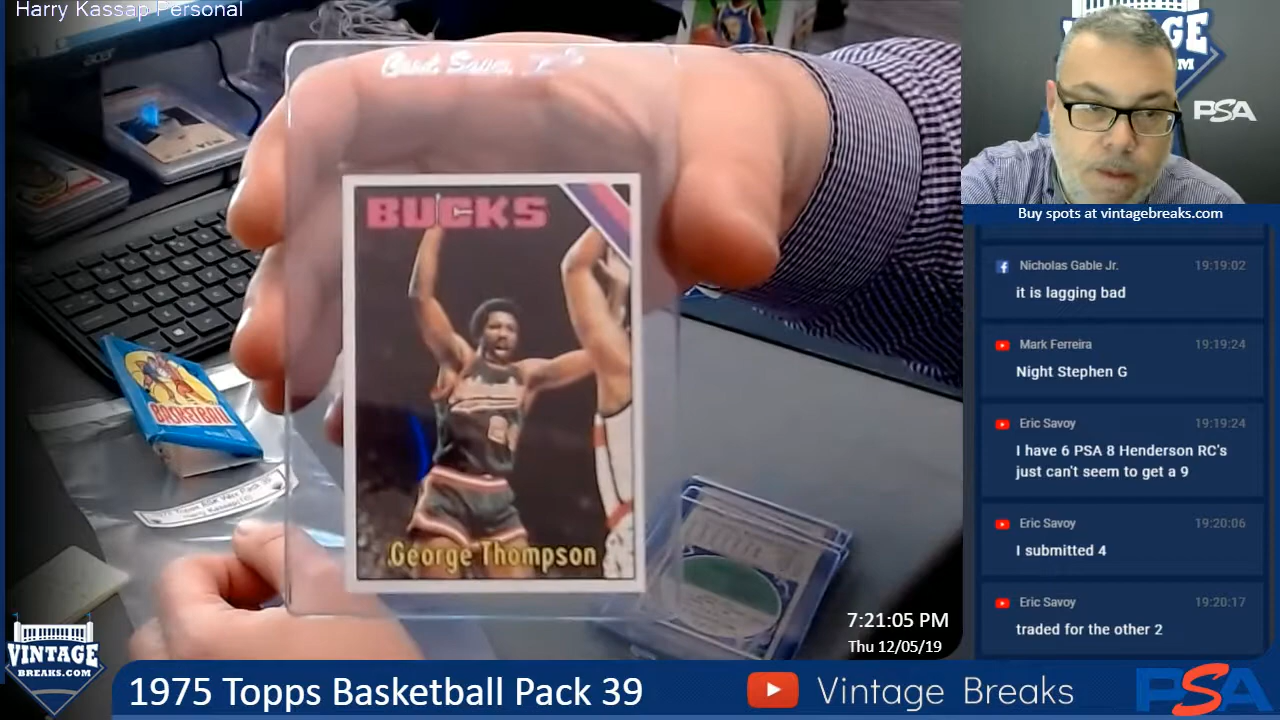 Harry Kassap Personal
acer
Card Saver
BUCKS
George Thompson
BASKETBALL
VINTAGE
BREAKS.COM
PSA
Buy spots at vintagebreaks.com
Nicholas Gable Jr. 19:19:02
it is lagging bad
Mark Ferreira 19:19:24
Night Stephen G
Eric Savoy 19:19:24
I have 6 PSA 8 Henderson RC's
just can't seem to get a 9
Eric Savoy 19:20:06
I submitted 4
Eric Savoy 19:20:17
traded for the other 2
7:21:05 PM
Thu 12/05/19
1975 Topps Basketball Pack 39
Vintage Breaks
PSA